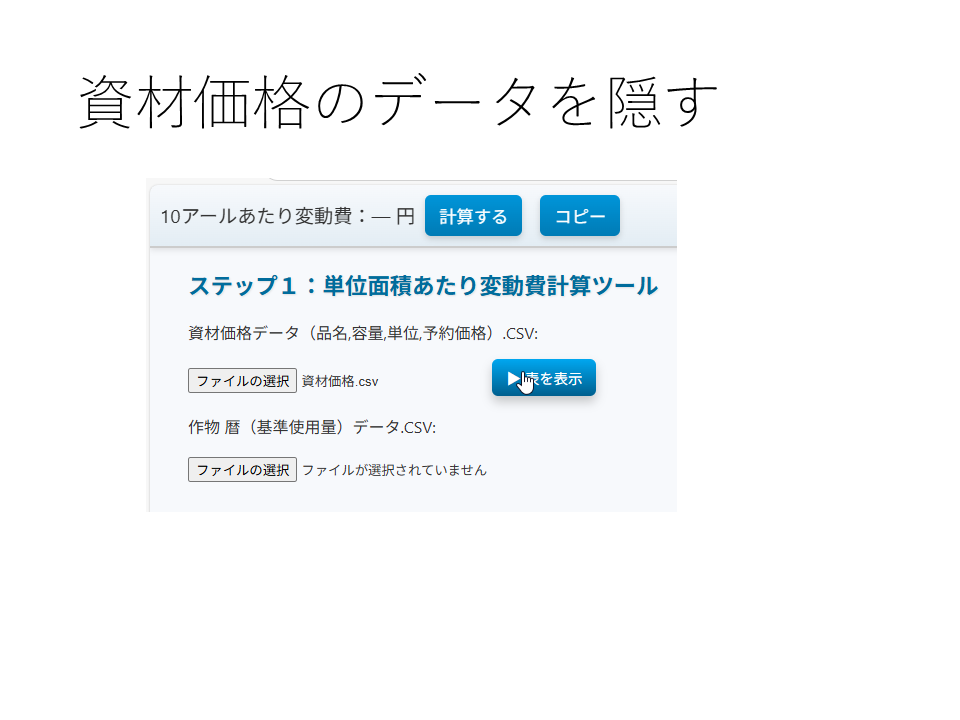 資材価格のデータを隠す
10アールあたり変動費：— 円 計算する コピー
ステップ１：単位面積あたり変動費計算ツール
資材価格データ（品名,容量,単位,予約価格）.CSV:
ファイルの選択 資材価格.csv ▶表を表示
作物 暦（基準使用量）データ.CSV:
ファイルの選択 ファイルが選択されていません